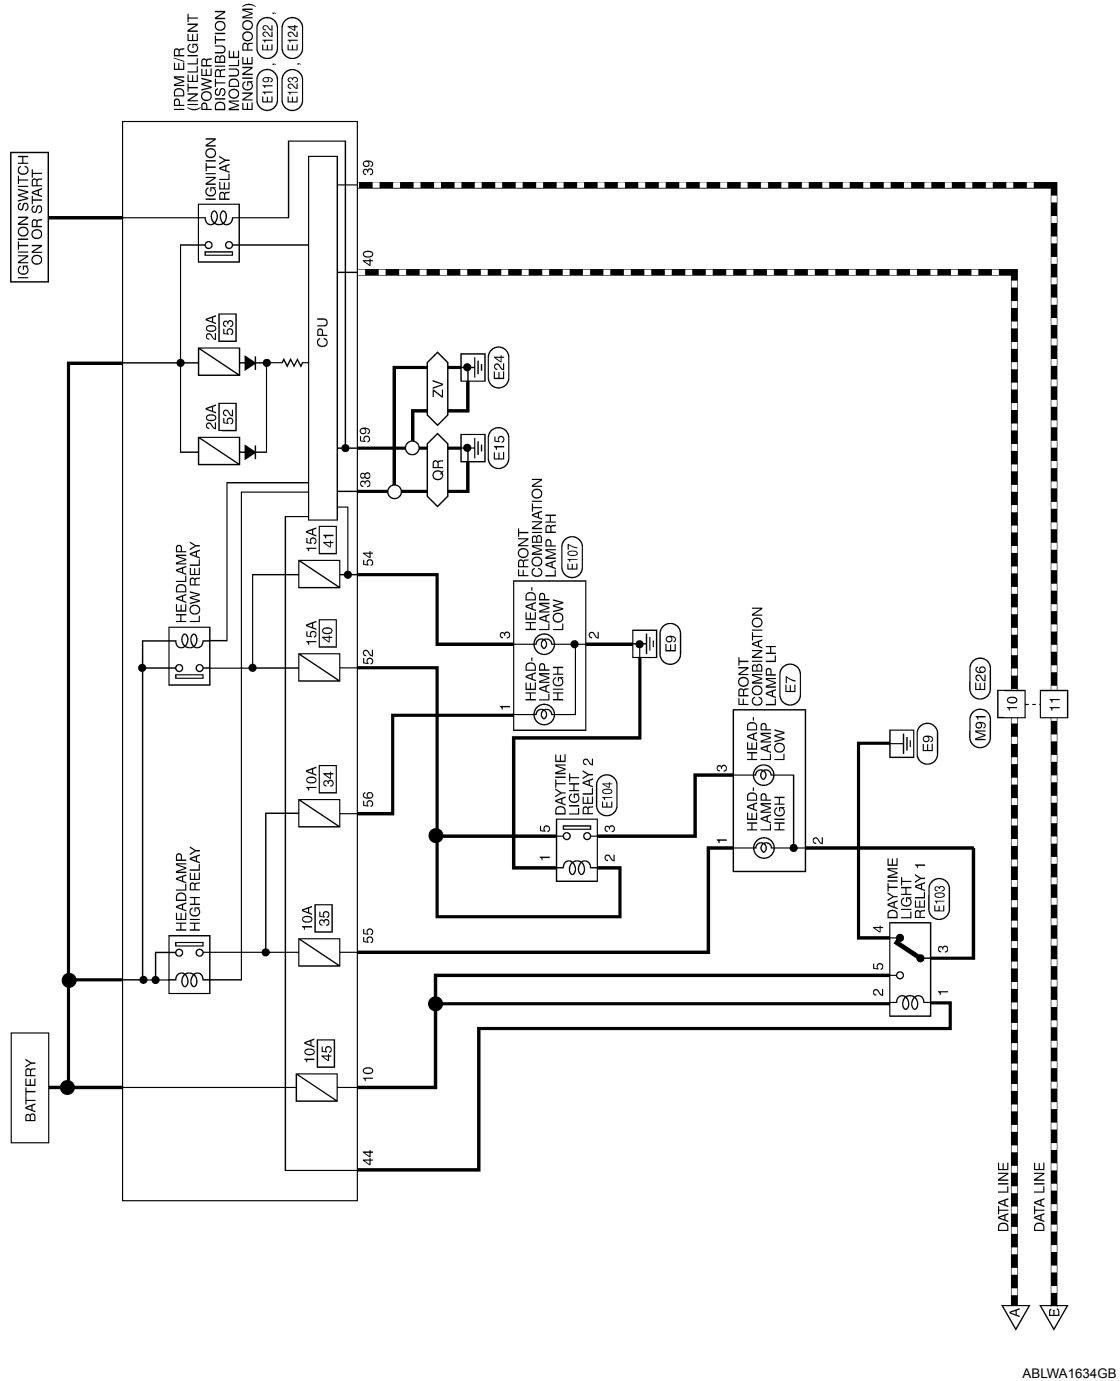 IPDM E/R
(INTELLIGENT
POWER
DISTRIBUTION
MODULE
ENGINE ROOM)
E119 , E122 ,
E123 , E124
IGNITION SWITCH
ON OR START
IGNITION
RELAY
39
40
20A
53
20A
52
CPU
59
38
ZV
E24
QR
E15
HEADLAMP
LOW RELAY
15A
41
54
15A
40
52
FRONT
COMBINATION
LAMP RH
E107
3
HEAD-
LAMP
LOW
HEAD-
LAMP
HIGH
1
2
E9
FRONT
COMBINATION
LAMP LH
E7
3
HEAD-
LAMP
LOW
HEAD-
LAMP
HIGH
1
2
M91
E26
10
11
E9
HEADLAMP
HIGH RELAY
10A
34
56
10A
35
55
DAYTIME
LIGHT
RELAY 2
E104
5
3
1
2
DAYTIME
LIGHT
RELAY 1
E103
4
3
5
2
1
BATTERY
10A
45
10
44
DATA LINE
DATA LINE
A
B
ABLWA1634GB